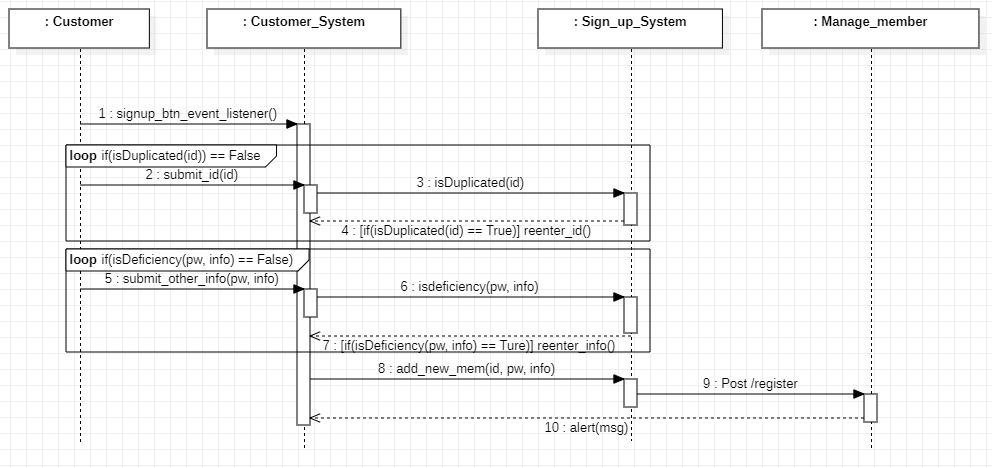 : Customer
: Customer_System
: Sign_up_System
: Manage_member
1 : signup_btn_event_listener()
loop if(isDuplicated(id)) == False
2 : submit_id(id)
3 : isDuplicated(id)
4 : [if(isDuplicated(id) == True)] reenter_id()
loop if(isDeficiency(pw, info) == False)
5 : submit_other_info(pw, info)
6 : isdeficiency(pw, info)
7 : [if(isDeficiency(pw, info) == Ture)] reenter_info()
8 : add_new_mem(id, pw, info)
9 : Post /register
10 : alert(msg)